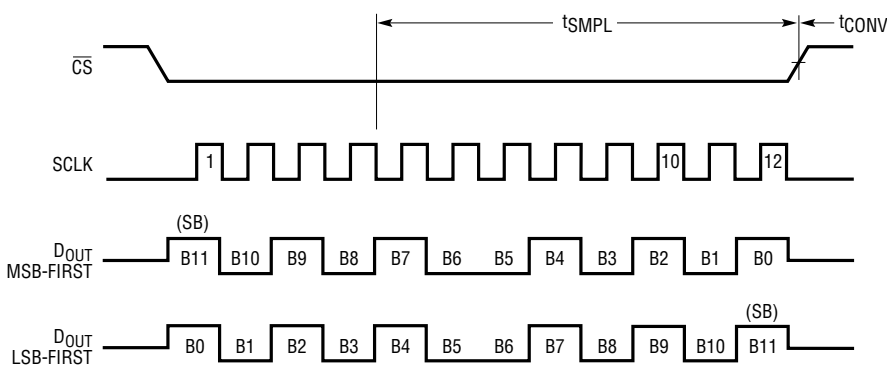 tSMPL tCONV
CS
SCLK 1 10 12
(SB)
DOUT
MSB-FIRST
B11 B10 B9 B8 B7 B6 B5 B4 B3 B2 B1 B0
(SB)
DOUT
LSB-FIRST
B0 B1 B2 B3 B4 B5 B6 B7 B8 B9 B10 B11